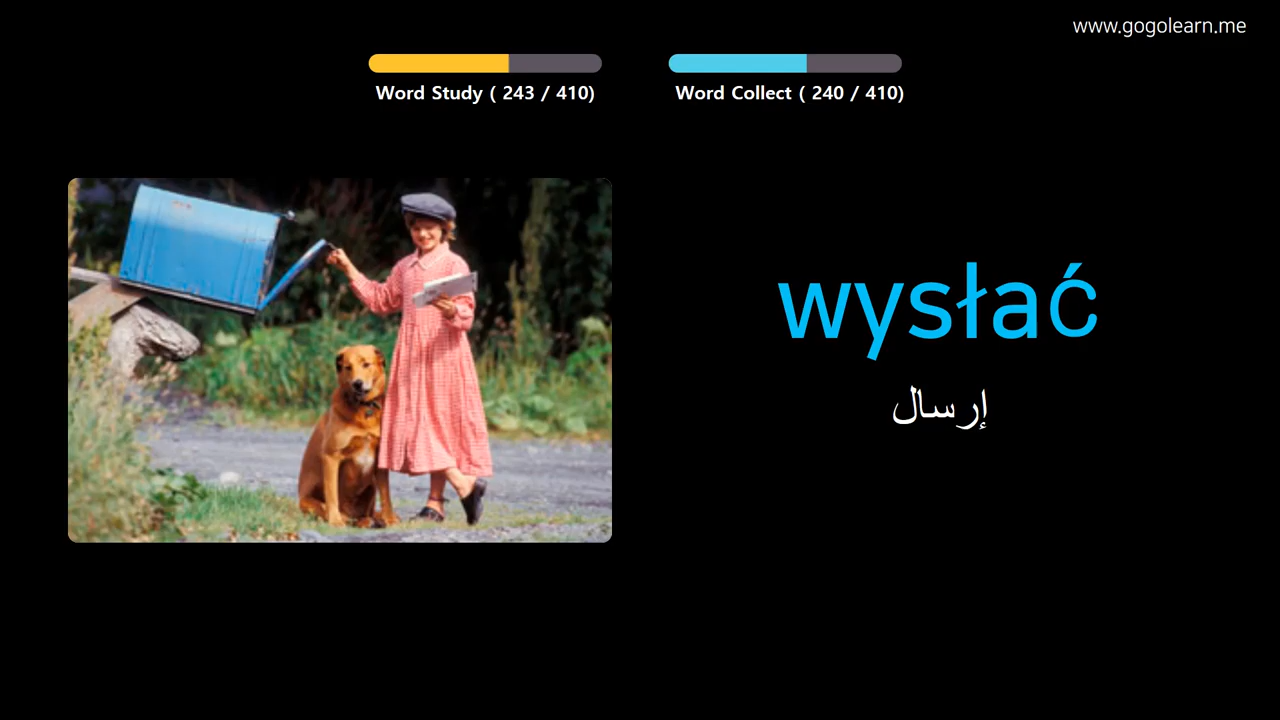 www.gogolearn.me
Word Study ( 243 / 410)
Word Collect ( 240 / 410)
wysłać
إرسال